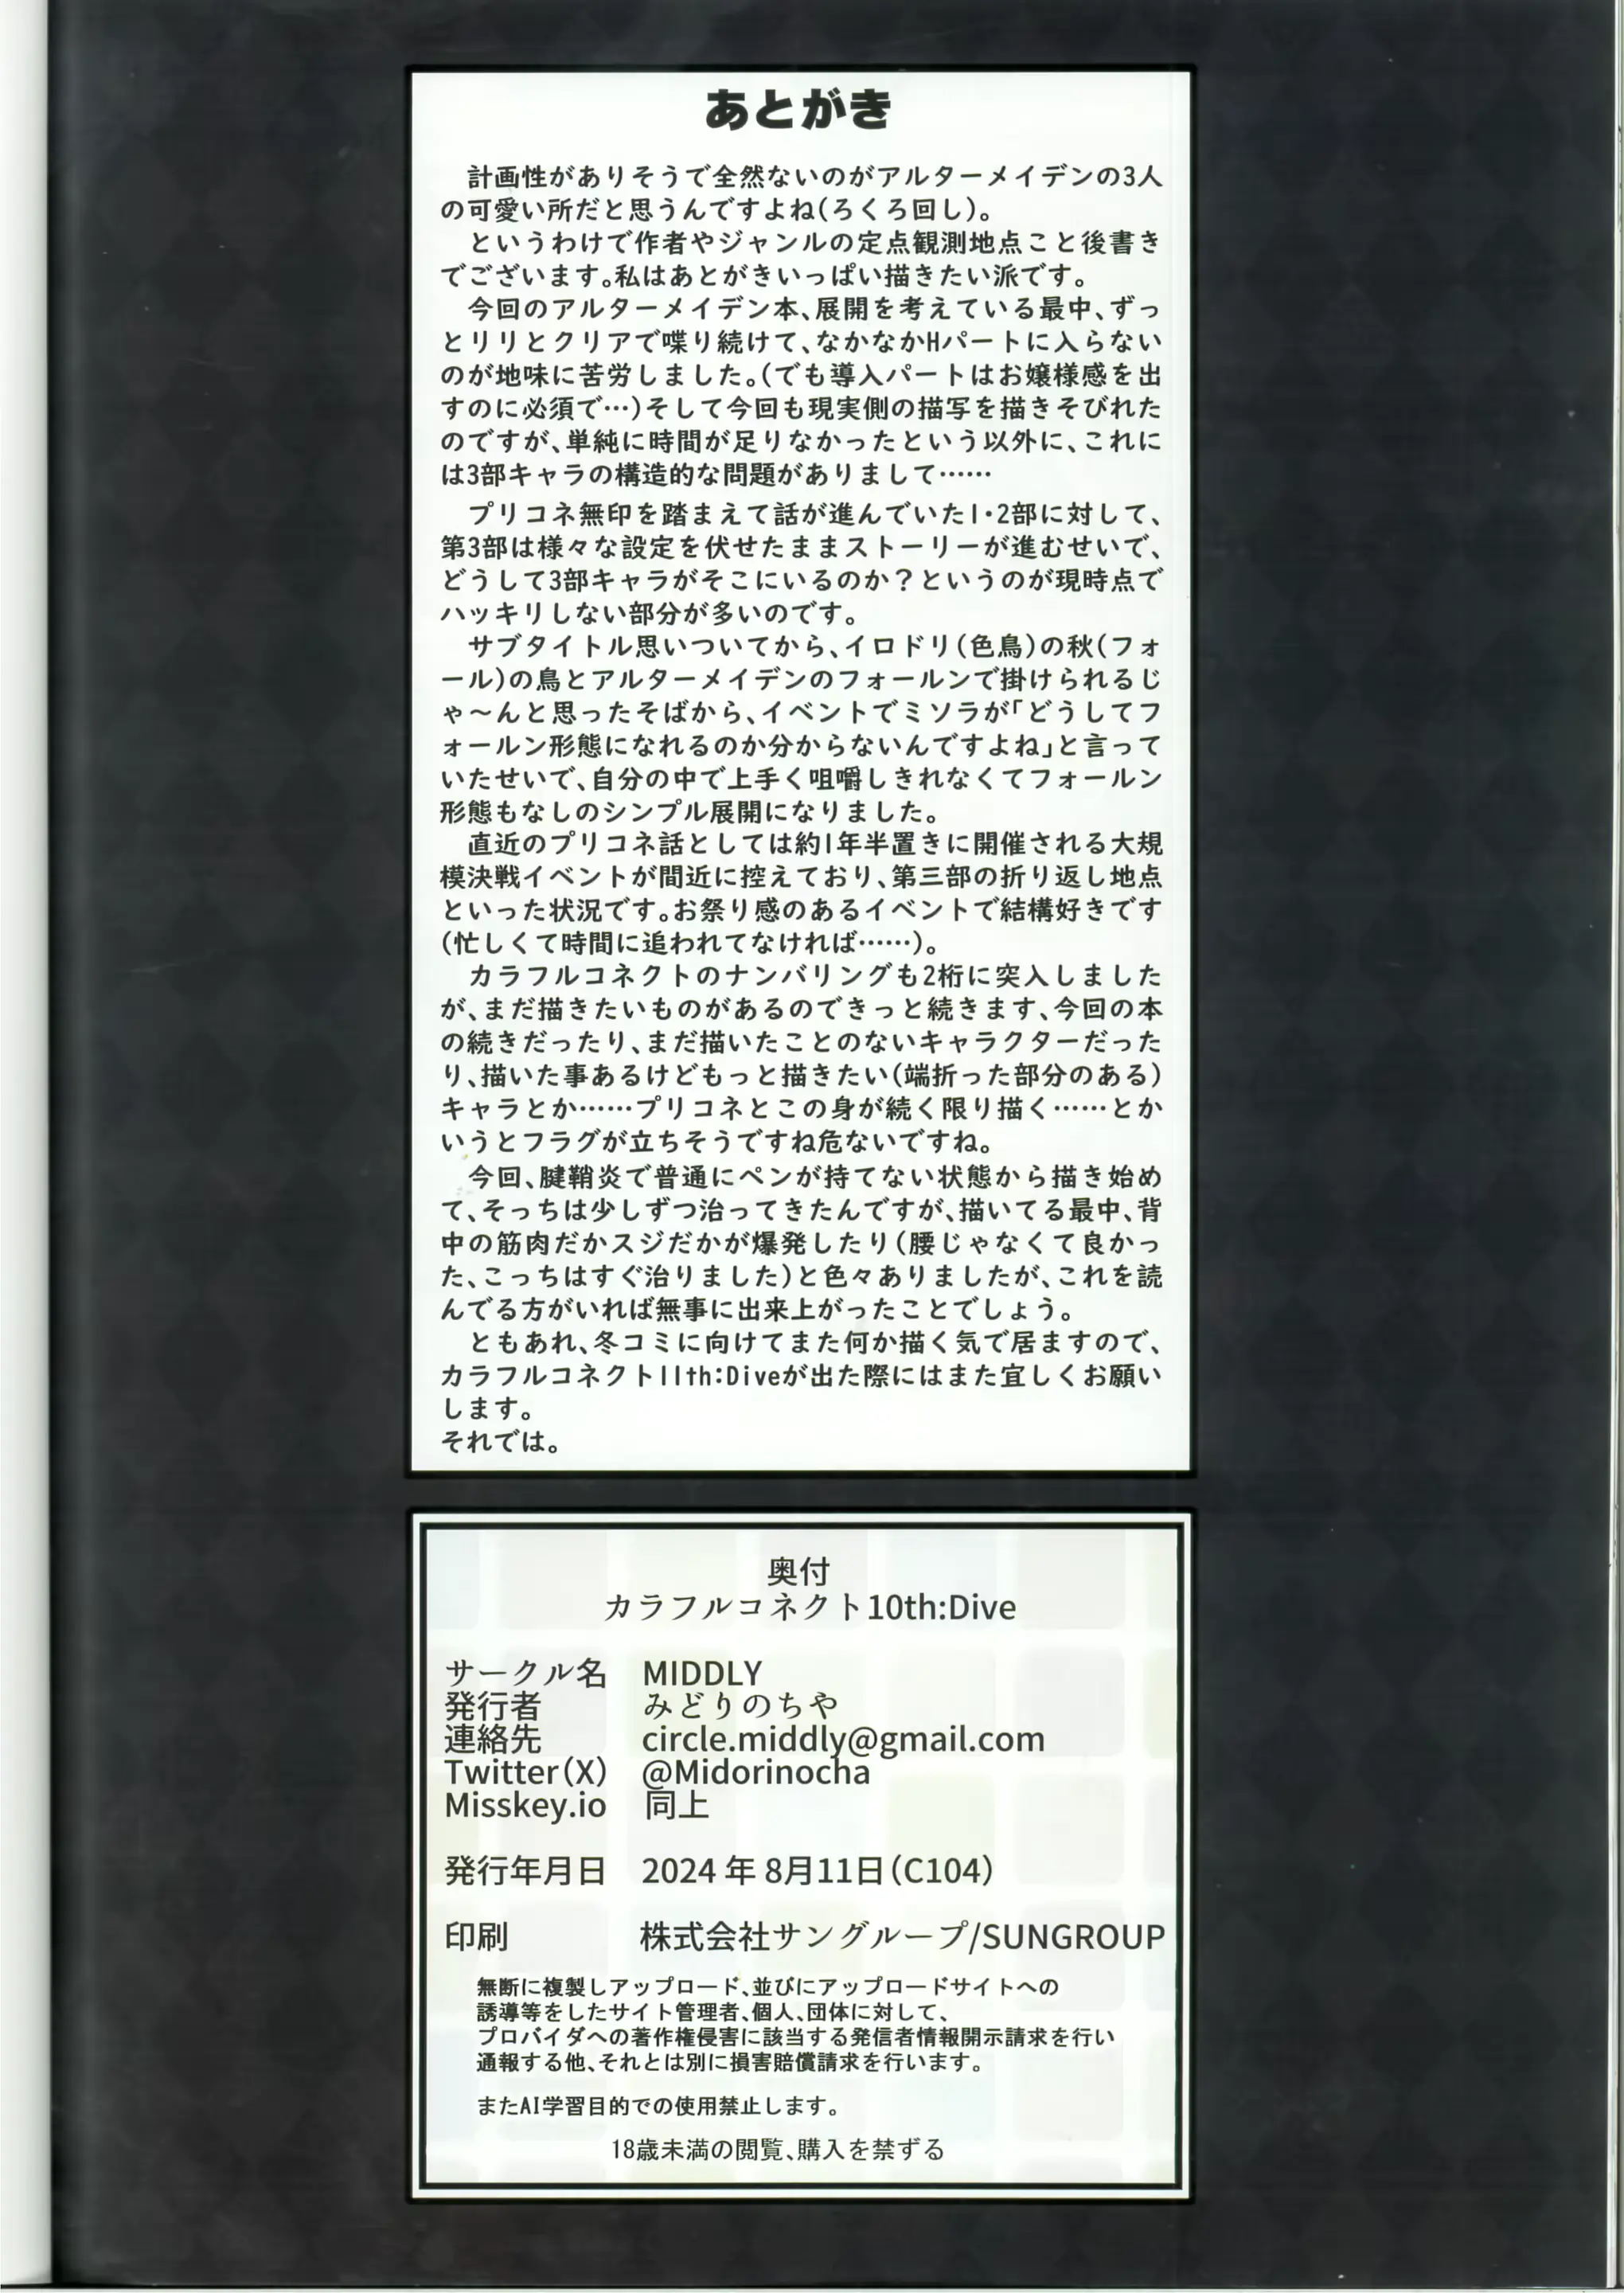 あとがき
　計画性がありそうで全然ないのがアルターメイデンの3人
の可愛い所だと思うんですよね(ろくろ回し)。
　というわけで作者やジャンルの定点観測地点こと後書き
でございます。私はあとがきいっぱい描きたい派です。
　今回のアルターメイデン本、展開を考えている最中、ずっ
とリリとクリアで喋り続けて、なかなかHパートに入らない
のが地味に苦労しました。(でも導入パートはお嬢様感を出
すのに必須で…)そして今回も現実側の描写を描きそびれた
のですが、単純に時間が足りなかったという以外に、これに
は3部キャラの構造的な問題がありまして……
　プリコネ無印を踏まえて話が進んでいた1・2部に対して、
第3部は様々な設定を伏せたままストーリーが進むせいで、
どうして3部キャラがそこにいるのか？というのが現時点で
ハッキリしない部分が多いのです。
　サブタイトル思いついてから、イロドリ(色鳥)の秋(フォ
ール)の鳥とアルターメイデンのフォールンで掛けられるじ
ゃ～んと思ったそばから、イベントでミソラが「どうしてフ
ォールン形態になれるのか分からないんですよね」と言って
いたせいで、自分の中で上手く咀嚼しきれなくてフォールン
形態もなしのシンプル展開になりました。
　直近のプリコネ話としては約1年半置きに開催される大規
模決戦イベントが間近に控えており、第三部の折り返し地点
といった状況です。お祭り感のあるイベントで結構好きです
(忙しくて時間に追われてなければ……)。
　カラフルコネクトのナンバリングも2桁に突入しました
が、まだ描きたいものがあるのできっと続きます、今回の本
の続きだったり、まだ描いたことのないキャラクターだった
り、描いた事あるけどもっと描きたい(端折った部分のある)
キャラとか……プリコネとこの身が続く限り描く……とか
いうとフラグが立ちそうですね危ないですね。
　今回、腱鞘炎で普通にペンが持てない状態から描き始め
て、そっちは少しずつ治ってきたんですが、描いてる最中、背
中の筋肉だかスジだかが爆発したり(腰じゃなくて良かっ
た、こっちはすぐ治りました)と色々ありましたが、これを読
んでる方がいれば無事に出来上がったことでしょう。
　ともあれ、冬コミに向けてまた何か描く気で居ますので、
カラフルコネクト11th:Diveが出た際にはまた宜しくお願い
します。
それでは。
奥付
カラフルコネクト10th:Dive
サークル名　MIDDLY
発行者　みどりのちや
連絡先　circle.middly@gmail.com
Twitter(X)　@Midorinocha
Misskey.io　同上
発行年月日　2024年8月11日(C104)
印刷　株式会社サングループ/SUNGROUP
無断に複製しアップロード、並びにアップロードサイトへの
誘導等をしたサイト管理者、個人、団体に対して、
プロバイダへの著作権侵害に該当する発信者情報開示請求を行い
通報する他、それとは別に損害賠償請求を行います。
またAI学習目的での使用禁止します。
18歳未満の閲覧、購入を禁ずる